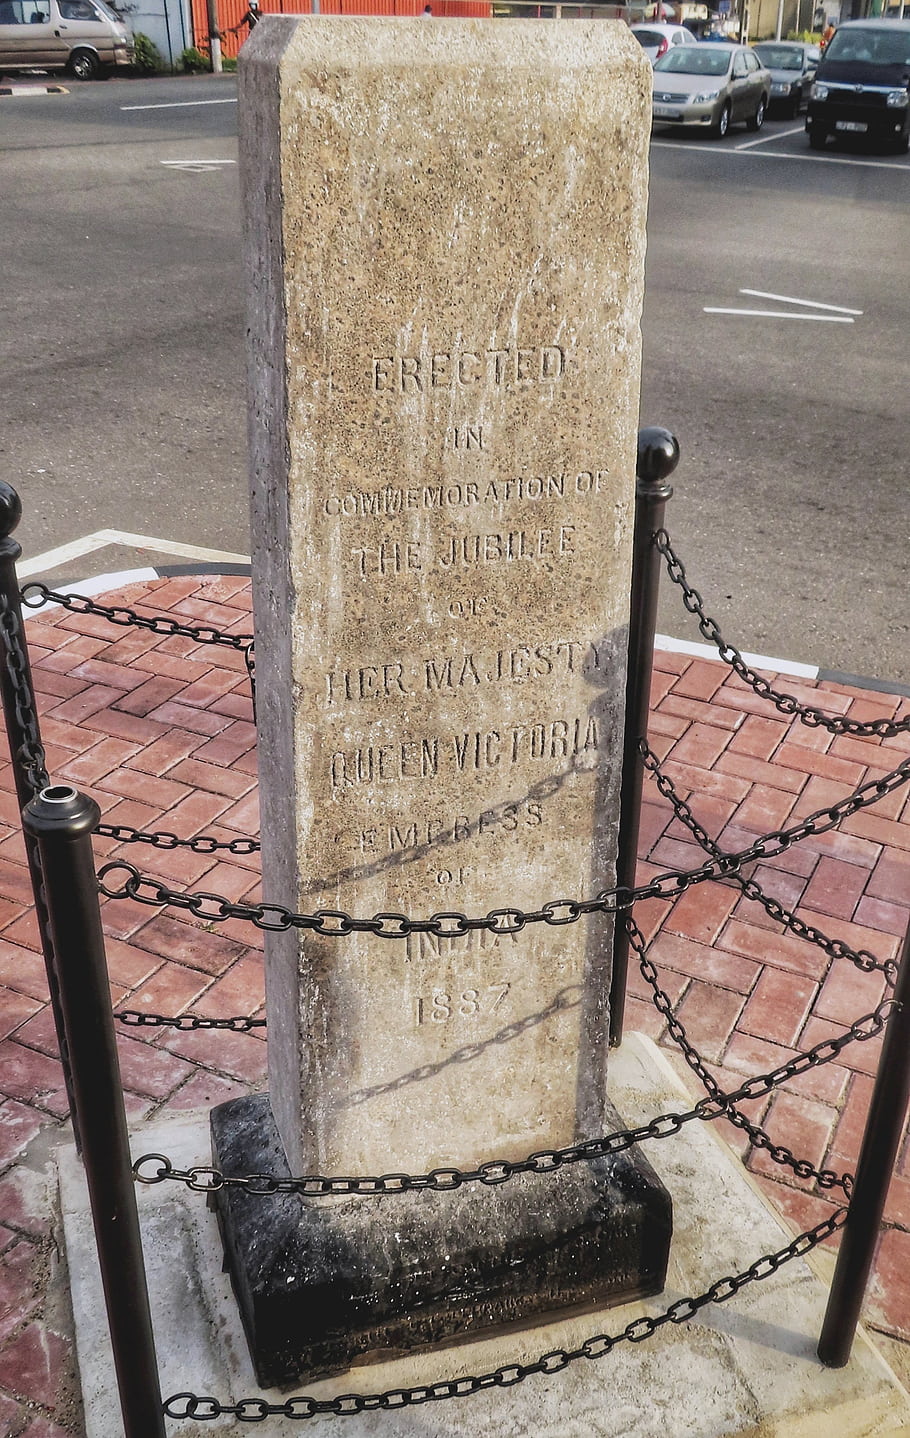 ERECTED
IN
COMMEMORATION OF
THE JUBILEE
OF
HER MAJESTY
QUEEN VICTORIA
EMPRESS
OF
INDIA
1887